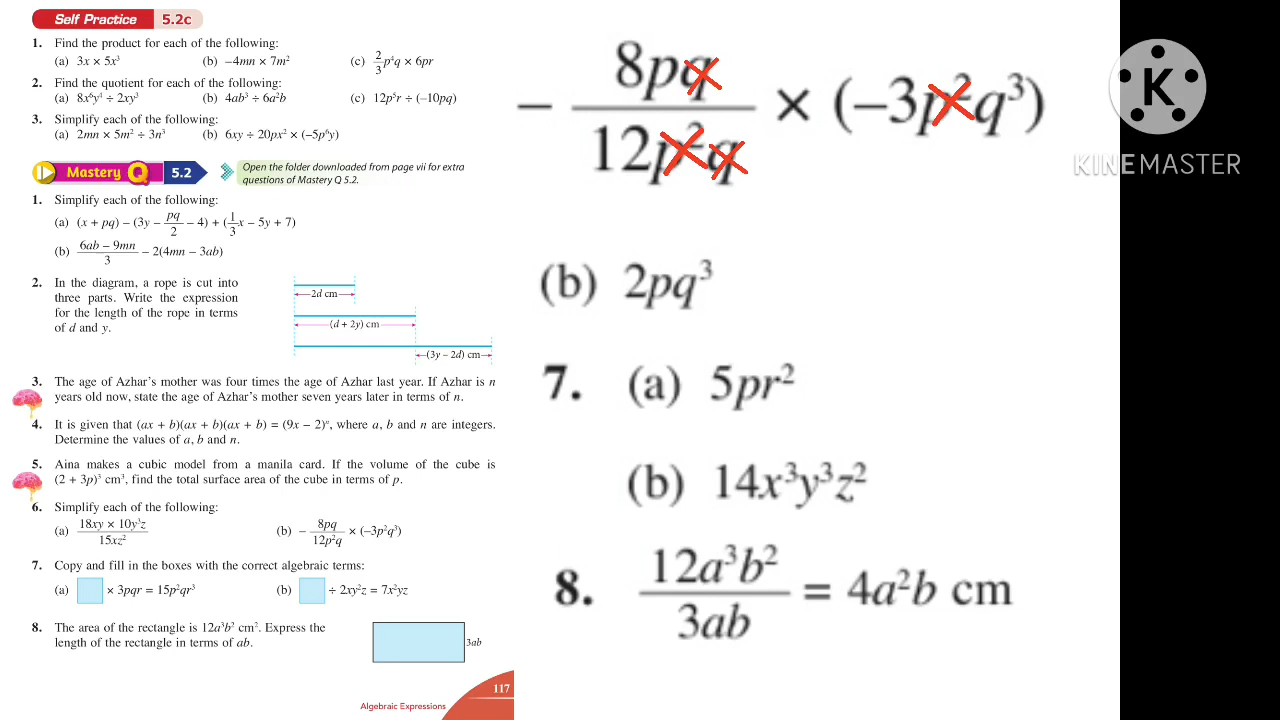 Self Practice 5.2c
1. Find the product for each of the following:
(a) 3x × 5x³ (b) –4mn × 7m² (c) 2/3 p⁴q × 6pr
2. Find the quotient for each of the following:
(a) 8x⁶y⁴ ÷ 2xy³ (b) 4ab³ ÷ 6a²b (c) 12p⁵r ÷ (–10pq)
3. Simplify each of the following:
(a) 2mn × 5m² ÷ 3n³ (b) 6xy ÷ 20px² × (–5p⁶y)
Mastery Q 5.2
Open the folder downloaded from page vii for extra
questions of Mastery Q 5.2.
1. Simplify each of the following:
(a) (x + pq) – (3y – pq/2 – 4) + (1/3 x – 5y + 7)
(b) 6ab – 9mn/3 – 2(4mn – 3ab)
2. In the diagram, a rope is cut into
three parts. Write the expression
for the length of the rope in terms
of d and y.
2d cm
(d + 2y) cm
(3y – 2d) cm
3. The age of Azhar's mother was four times the age of Azhar last year. If Azhar is n
years old now, state the age of Azhar's mother seven years later in terms of n.
4. It is given that (ax + b)(ax + b)(ax + b) = (9x – 2)ⁿ, where a, b and n are integers.
Determine the values of a, b and n.
5. Aina makes a cubic model from a manila card. If the volume of the cube is
(2 + 3p)³ cm³, find the total surface area of the cube in terms of p.
6. Simplify each of the following:
(a) 18xy × 10y³z/15xz² (b) – 8pq/12p²q × (–3p²q³)
7. Copy and fill in the boxes with the correct algebraic terms:
(a) × 3pqr = 15p²qr³ (b) ÷ 2xy²z = 7x²yz
8. The area of the rectangle is 12a³b² cm². Express the
length of the rectangle in terms of ab.
3ab
Algebraic Expressions
117
– 8pq/12p²q × (–3p²q³)
(b) 2pq³
7. (a) 5pr²
(b) 14x³y³z²
8. 12a³b²/3ab = 4a²b cm
K
KINEMASTER